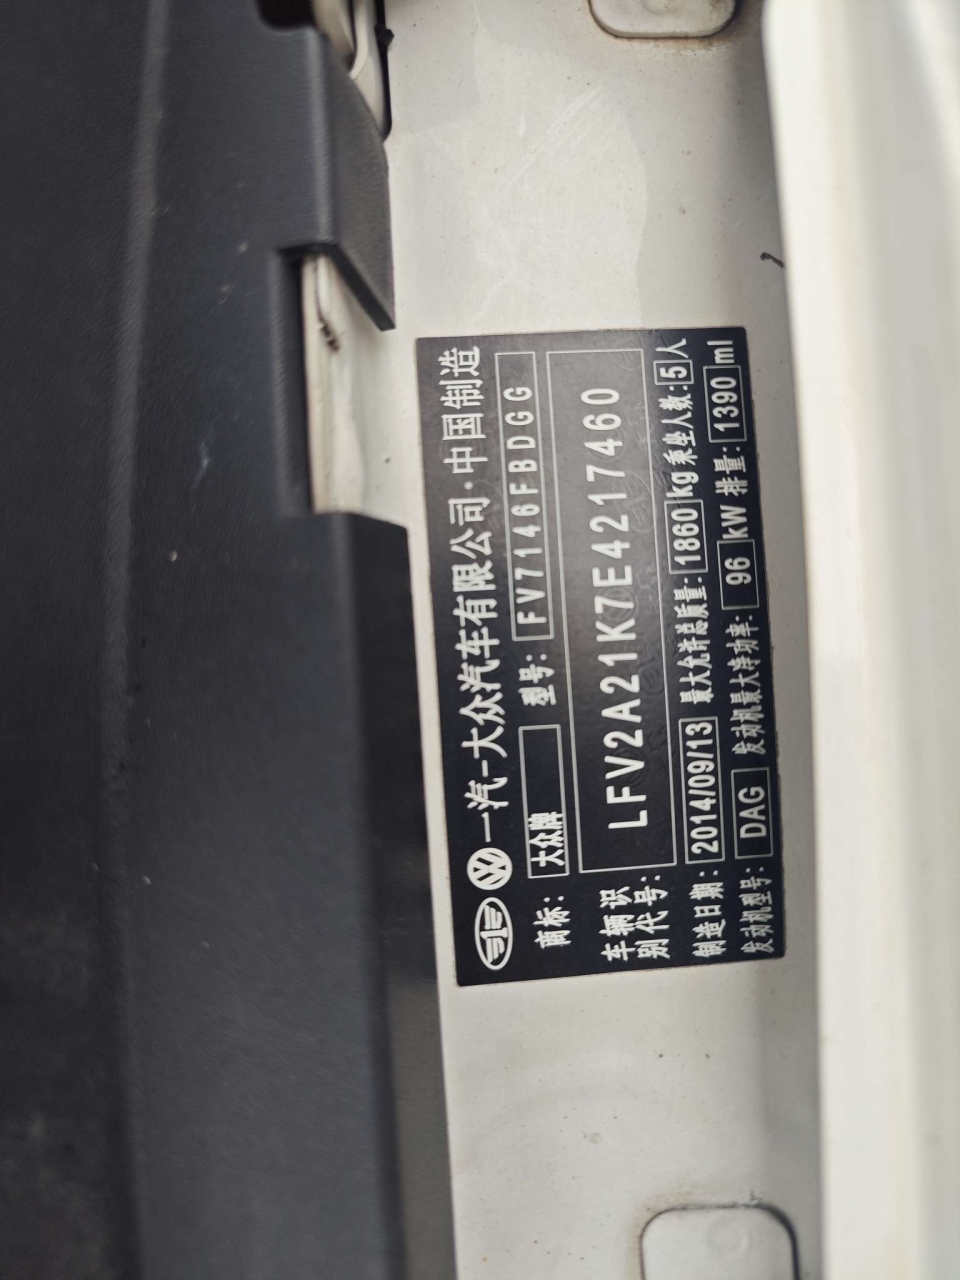 一汽-大众汽车有限公司·中国制造
商标: 大众牌 型号: FV7146FBDGG
车辆识别代号: LFV2A21K7E4217460
制造日期: 2014/09/13 最大允许总质量: 1860 kg 乘坐人数: 5 人
发动机型号: DAG 发动机最大净功率: 96 kW 排量: 1390 ml